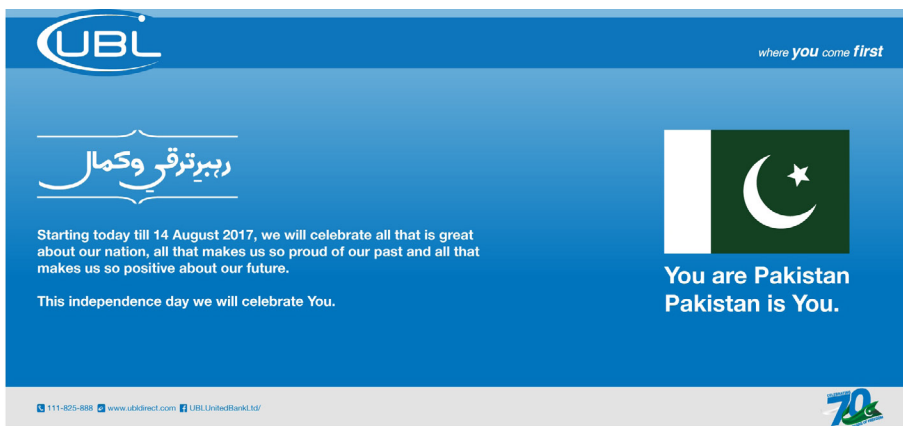 UBL
where you come first
رہبرِترقی وکمال
Starting today till 14 August 2017, we will celebrate all that is great
about our nation, all that makes us so proud of our past and all that
makes us so positive about our future.
This independence day we will celebrate You.
You are Pakistan
Pakistan is You.
111-825-888 www.ubldirect.com UBLUnitedBankLtd/
70